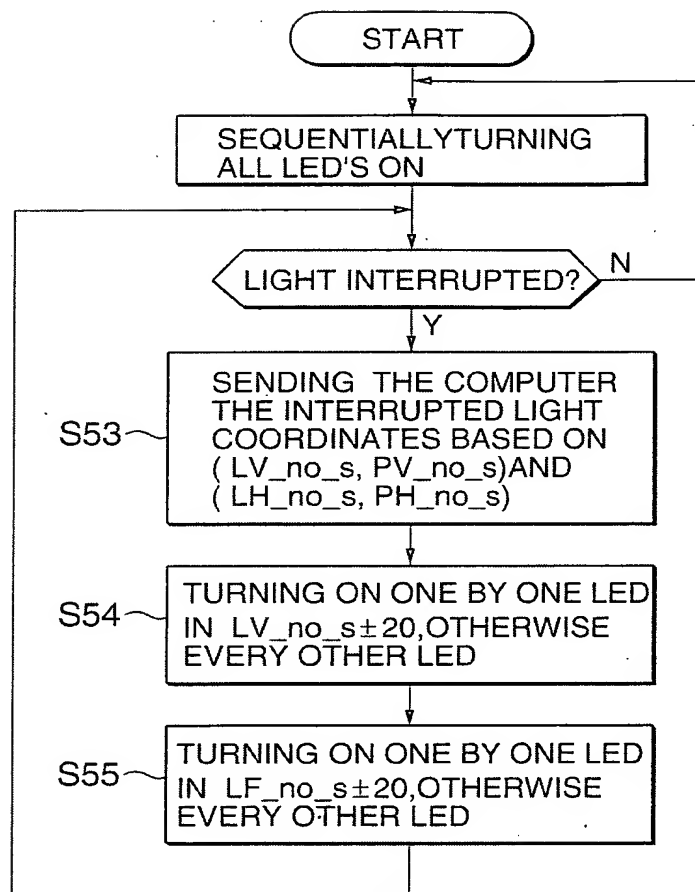 START
SEQUENTIALLYTURNING
ALL LED'S ON
LIGHT INTERRUPTED?
N
Y
SENDING THE COMPUTER
THE INTERRUPTED LIGHT
COORDINATES BASED ON
( LV_no_s, PV_no_s)AND
( LH_no_s, PH_no_s)
S53
TURNING ON ONE BY ONE LED
IN LV_no_s±20,OTHERWISE
EVERY OTHER LED
S54
TURNING ON ONE BY ONE LED
IN LF_no_s±20,OTHERWISE
EVERY OTHER LED
S55